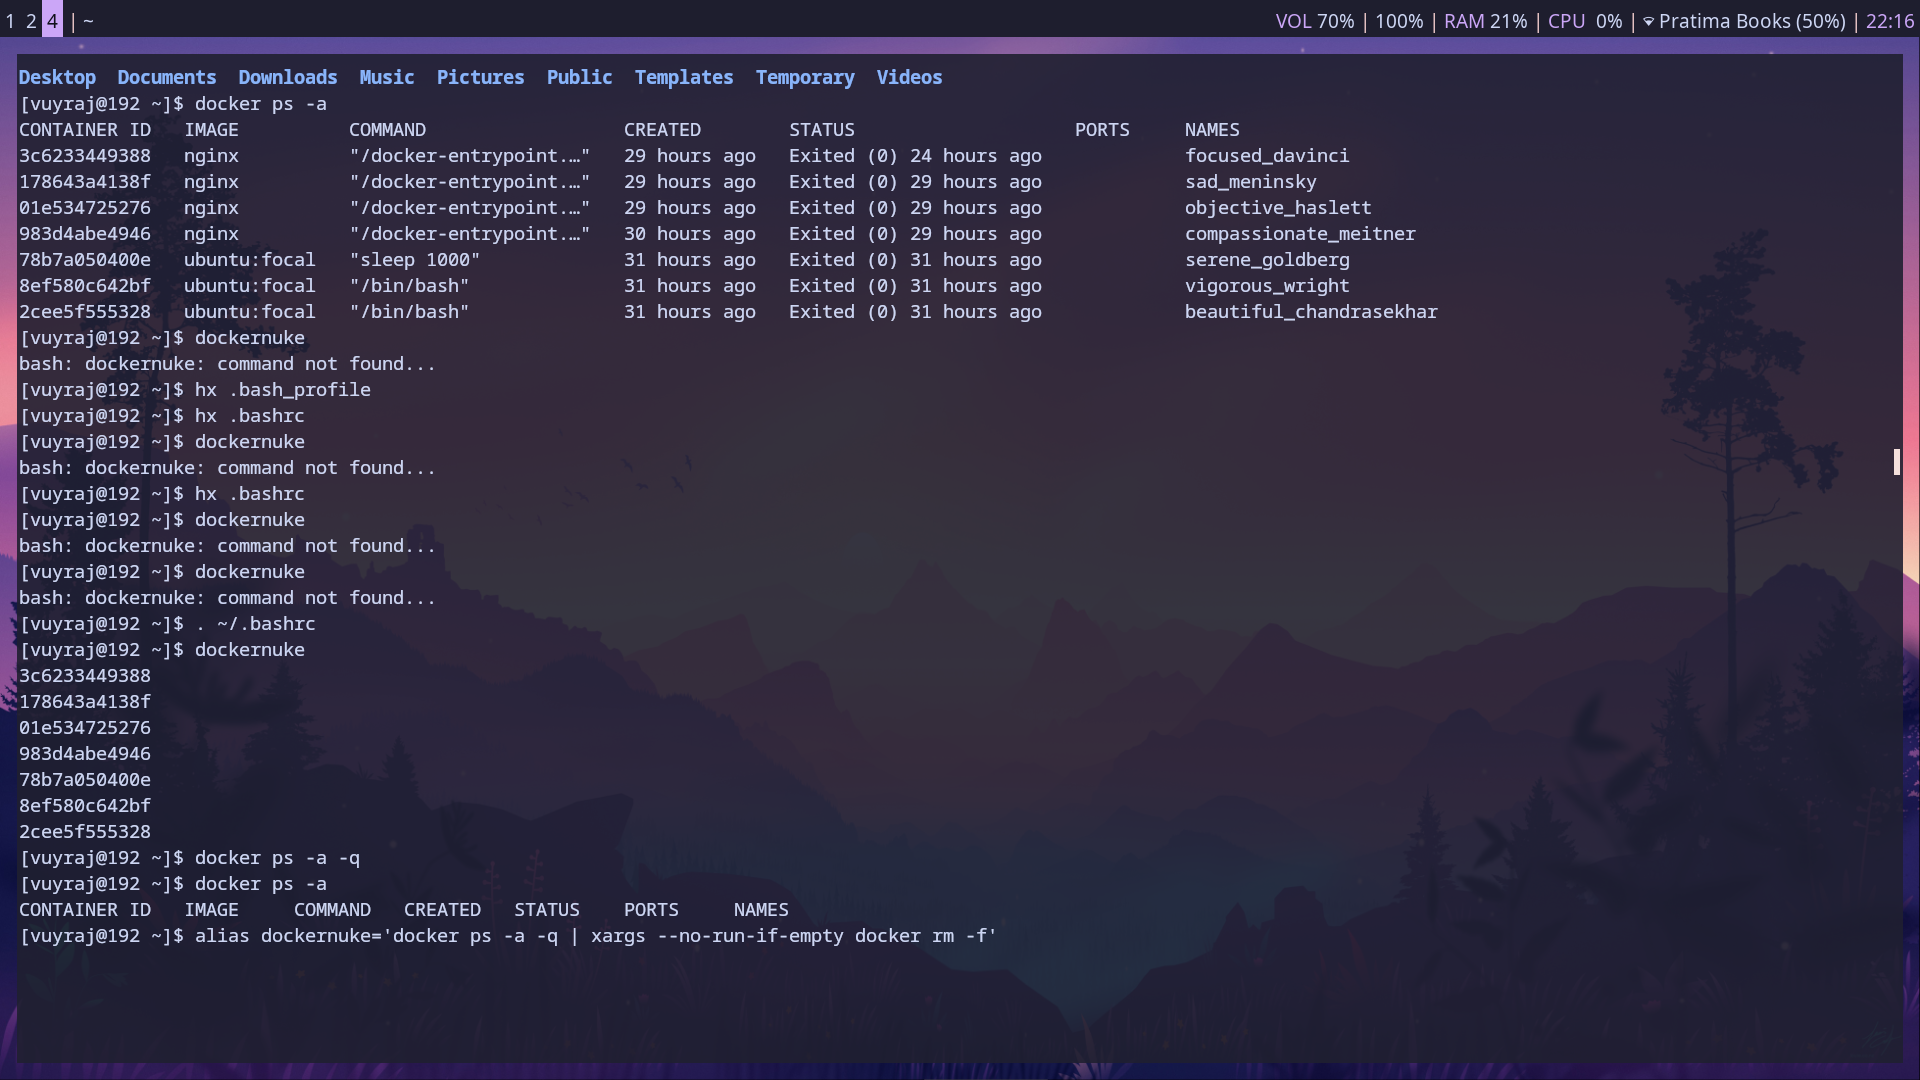 1 2 4 | ~ VOL 70% | 100% | RAM 21% | CPU 0% | Pratima Books (50%) | 22:16
Desktop Documents Downloads Music Pictures Public Templates Temporary Videos
[vuyraj@192 ~]$ docker ps -a
CONTAINER ID IMAGE COMMAND CREATED STATUS PORTS NAMES
3c6233449388 nginx "/docker-entrypoint.…" 29 hours ago Exited (0) 24 hours ago focused_davinci
178643a4138f nginx "/docker-entrypoint.…" 29 hours ago Exited (0) 29 hours ago sad_meninsky
01e534725276 nginx "/docker-entrypoint.…" 29 hours ago Exited (0) 29 hours ago objective_haslett
983d4abe4946 nginx "/docker-entrypoint.…" 30 hours ago Exited (0) 29 hours ago compassionate_meitner
78b7a050400e ubuntu:focal "sleep 1000" 31 hours ago Exited (0) 31 hours ago serene_goldberg
8ef580c642bf ubuntu:focal "/bin/bash" 31 hours ago Exited (0) 31 hours ago vigorous_wright
2cee5f555328 ubuntu:focal "/bin/bash" 31 hours ago Exited (0) 31 hours ago beautiful_chandrasekhar
[vuyraj@192 ~]$ dockernuke
bash: dockernuke: command not found...
[vuyraj@192 ~]$ hx .bash_profile
[vuyraj@192 ~]$ hx .bashrc
[vuyraj@192 ~]$ dockernuke
bash: dockernuke: command not found...
[vuyraj@192 ~]$ hx .bashrc
[vuyraj@192 ~]$ dockernuke
bash: dockernuke: command not found...
[vuyraj@192 ~]$ dockernuke
bash: dockernuke: command not found...
[vuyraj@192 ~]$ . ~/.bashrc
[vuyraj@192 ~]$ dockernuke
3c6233449388
178643a4138f
01e534725276
983d4abe4946
78b7a050400e
8ef580c642bf
2cee5f555328
[vuyraj@192 ~]$ docker ps -a -q
[vuyraj@192 ~]$ docker ps -a
CONTAINER ID IMAGE COMMAND CREATED STATUS PORTS NAMES
[vuyraj@192 ~]$ alias dockernuke='docker ps -a -q | xargs --no-run-if-empty docker rm -f'